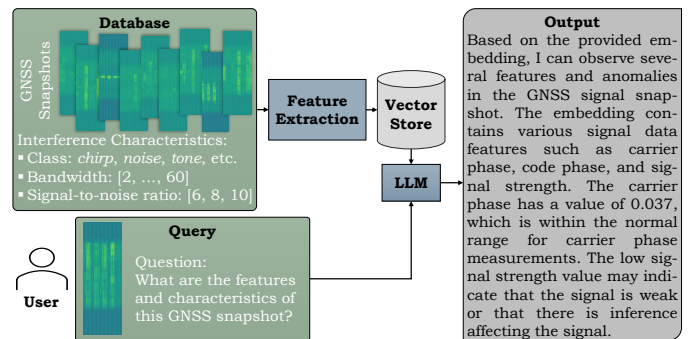 Database
GNSS
Snapshots
Interference Characteristics:
▪ Class: chirp, noise, tone, etc.
▪ Bandwidth: [2, ..., 60]
▪ Signal-to-noise ratio: [6, 8, 10]
Feature
Extraction
Vector
Store
LLM
User
Query
Question:
What are the features
and characteristics of
this GNSS snapshot?
Output
Based on the provided em-
bedding, I can observe sev-
eral features and anomalies
in the GNSS signal snap-
shot. The embedding con-
tains various signal data
features such as carrier
phase, code phase, and sig-
nal strength. The carrier
phase has a value of 0.037,
which is within the normal
range for carrier phase
measurements. The low sig-
nal strength value may indi-
cate that the signal is weak
or that there is inference
affecting the signal.